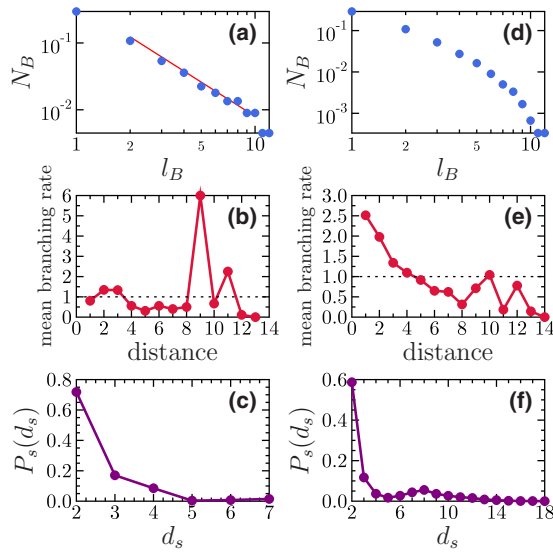 (a)
N_B
10^{-1}
10^{-2}
1 2 5 10
l_B
(d)
N_B
10^{-1}
10^{-2}
10^{-3}
1 2 5 10
l_B
(b)
mean branching rate
6
5
4
3
2
1
0
0 2 4 6 8 10 12 14
distance
(e)
mean branching rate
3.0
2.5
2.0
1.5
1.0
0.5
0.0
0 2 4 6 8 10 12 14
distance
(c)
P_s(d_s)
0.8
0.6
0.4
0.2
0.0
2 3 4 5 6 7
d_s
(f)
P_s(d_s)
0.6
0.4
0.2
0.0
2 6 10 14 18
d_s